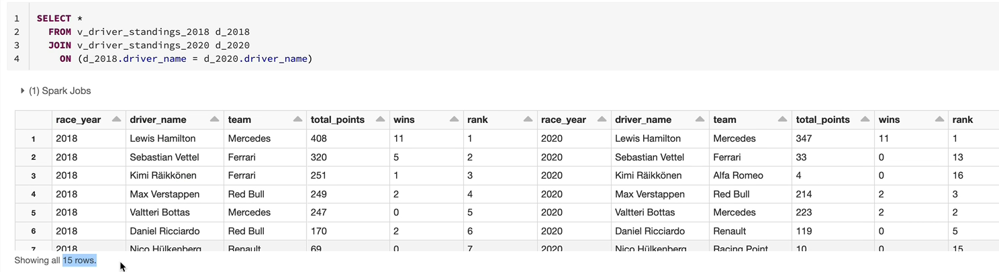 1 SELECT *
2 FROM v_driver_standings_2018 d_2018
3 JOIN v_driver_standings_2020 d_2020
4 ON (d_2018.driver_name = d_2020.driver_name)
(1) Spark Jobs
race_year driver_name team total_points wins rank race_year driver_name team total_points wins rank
1 2018 Lewis Hamilton Mercedes 408 11 1 2020 Lewis Hamilton Mercedes 347 11 1
2 2018 Sebastian Vettel Ferrari 320 5 2 2020 Sebastian Vettel Ferrari 33 0 13
3 2018 Kimi Räikkönen Ferrari 251 1 3 2020 Kimi Räikkönen Alfa Romeo 4 0 16
4 2018 Max Verstappen Red Bull 249 2 4 2020 Max Verstappen Red Bull 214 2 3
5 2018 Valtteri Bottas Mercedes 247 0 5 2020 Valtteri Bottas Mercedes 223 2 2
6 2018 Daniel Ricciardo Red Bull 170 2 6 2020 Daniel Ricciardo Renault 119 0 5
7 2018 Nico Hülkenberg Renault 69 0 7 2020 Nico Hülkenberg Racing Point 10 0 15
Showing all 15 rows.